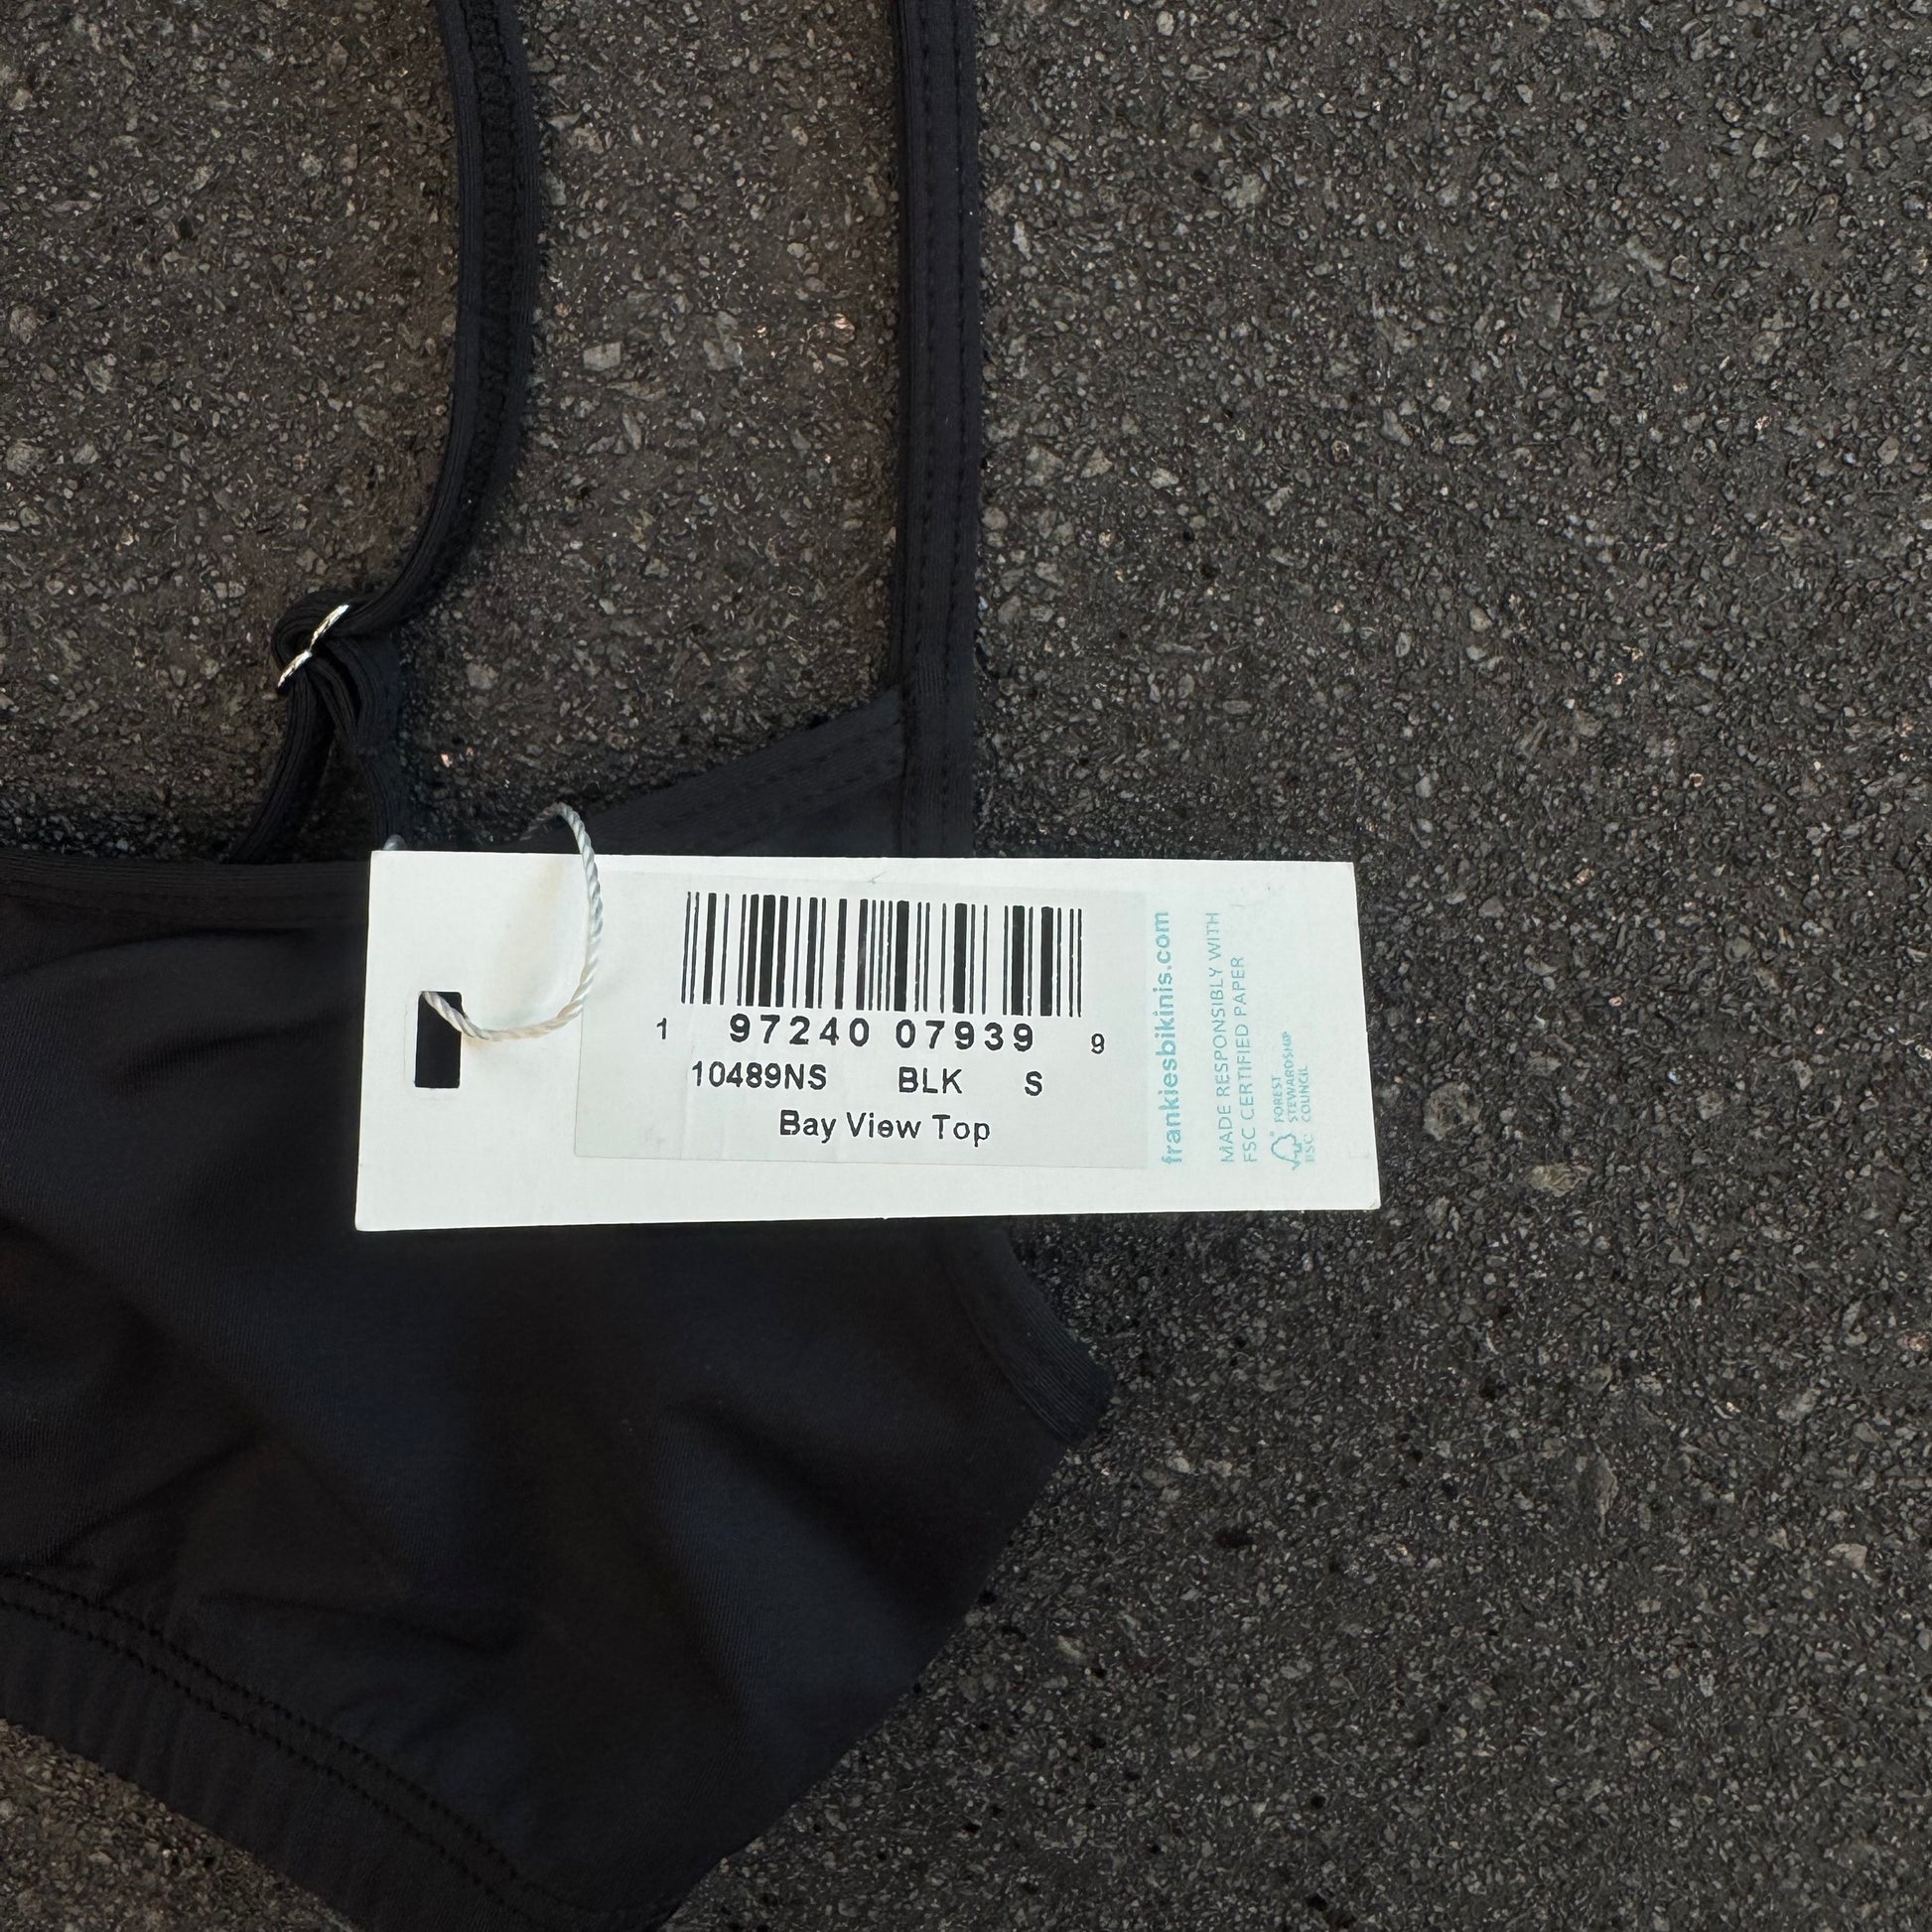 1 97240 07939 9
10489NS BLK S
Bay View Top
frankiesbikinis.com
MADE RESPONSIBLY WITH
FSC CERTIFIED PAPER
FSC
FOREST
STEWARDSHIP
COUNCIL